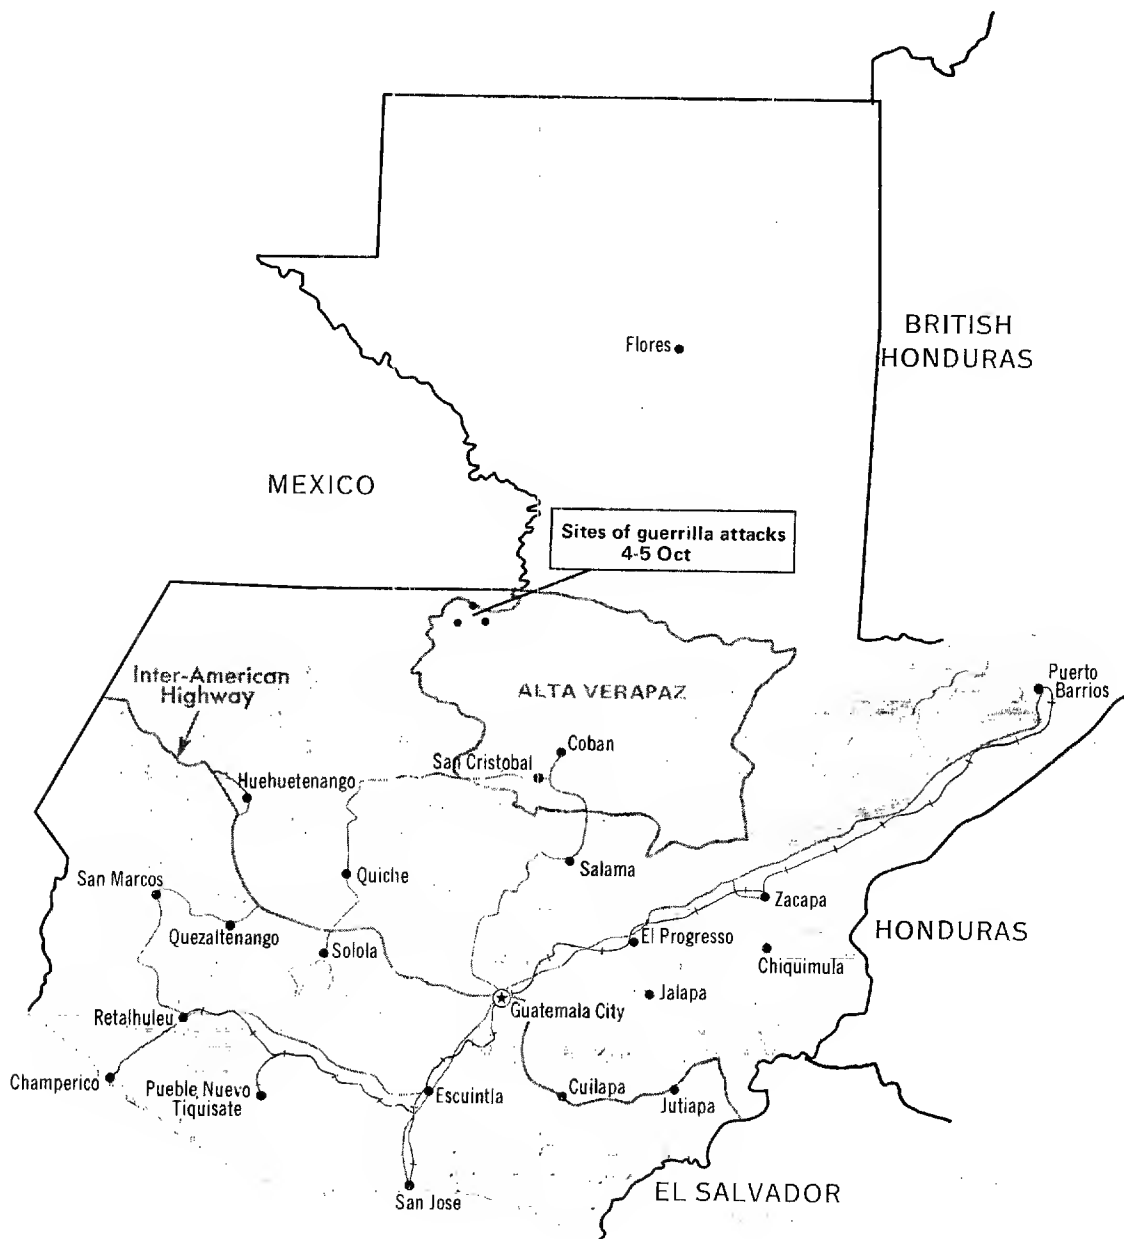 BRITISH
HONDURAS
Flores
MEXICO
Sites of guerrilla attacks
4-5 Oct
Inter-American
Highway
ALTA VERAPAZ
Puerto
Barrios
Coban
San Cristobal
Huehuetenango
Salama
Quiche
San Marcos
Zacapa
Quezaltenango
Solola
El Progresso
HONDURAS
Chiquimula
Jalapa
Guatemala City
Retalhuleu
Champerico
Pueble Nuevo
Tiquisate
Escuintla
Cuilapa
Jutiapa
San Jose
EL SALVADOR